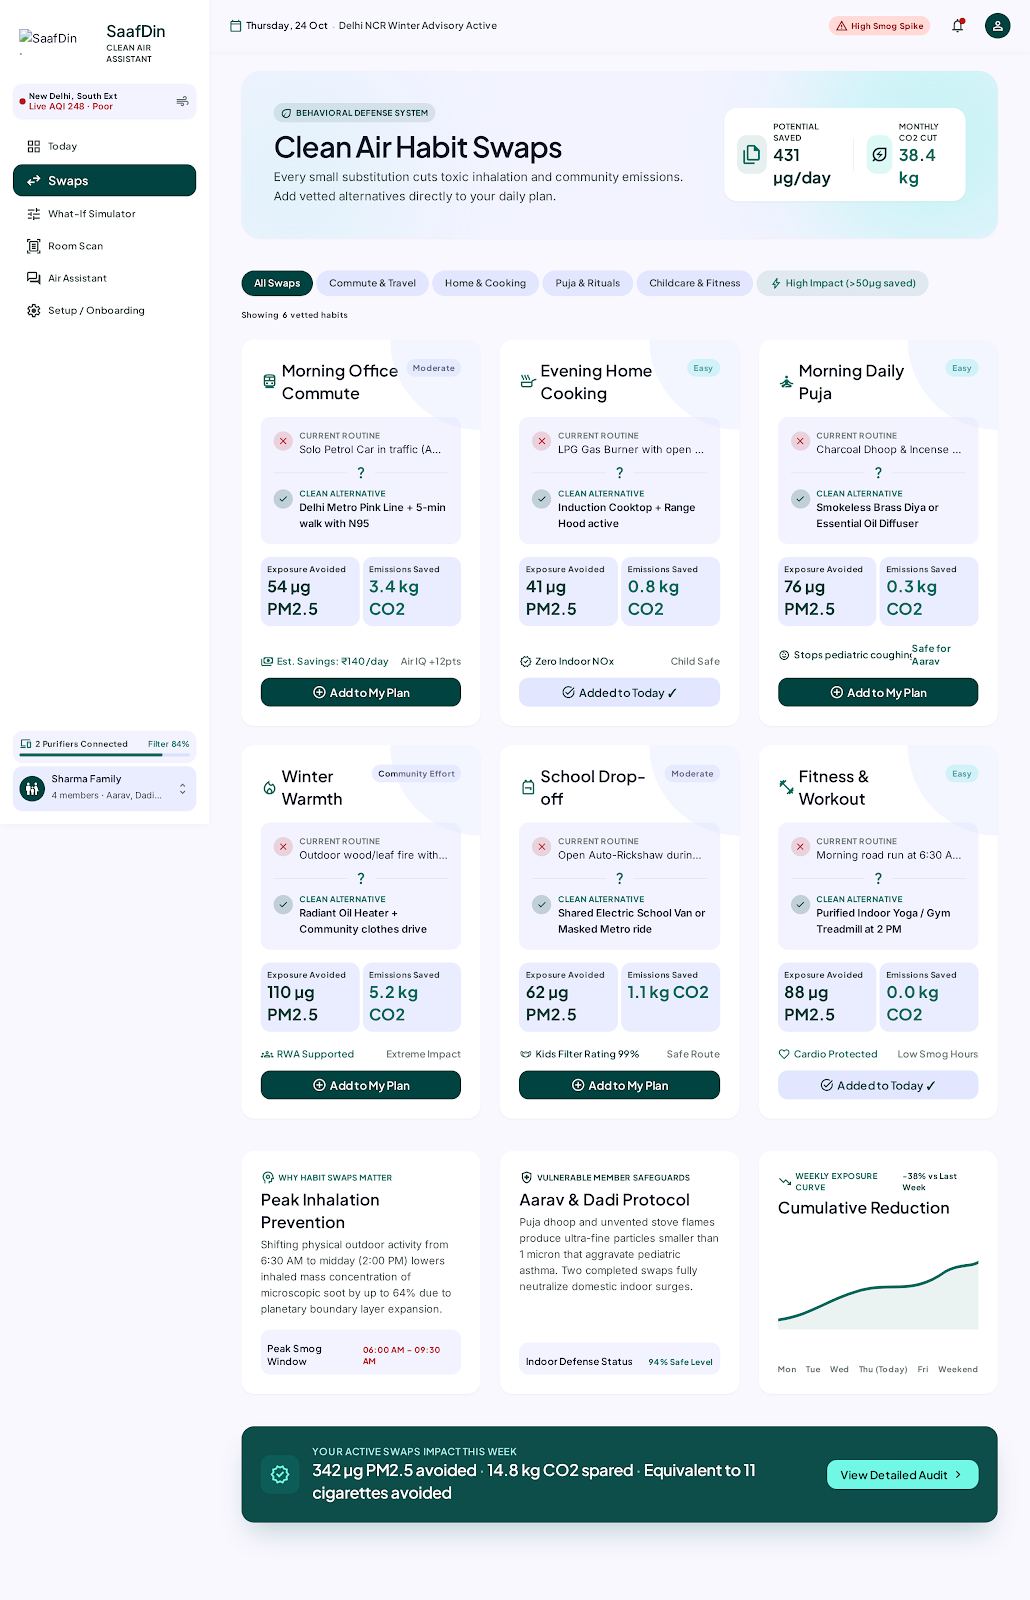 SaafDin
SaafDin
CLEAN AIR
ASSISTANT
New Delhi, South Ext
Live AQI 248 · Poor
Today
Swaps
What-If Simulator
Room Scan
Air Assistant
Setup / Onboarding
2 Purifiers Connected
Filter 84%
Sharma Family
4 members · Aarav, Dadi...
Thursday, 24 Oct · Delhi NCR Winter Advisory Active
High Smog Spike
BEHAVIORAL DEFENSE SYSTEM
Clean Air Habit Swaps
Every small substitution cuts toxic inhalation and community emissions.
Add vetted alternatives directly to your daily plan.
POTENTIAL
SAVED
431
µg/day
MONTHLY
CO2 CUT
38.4
kg
All Swaps
Commute & Travel
Home & Cooking
Puja & Rituals
Childcare & Fitness
High Impact (>50µg saved)
Showing 6 vetted habits
Morning Office
Commute
Moderate
CURRENT ROUTINE
Solo Petrol Car in traffic (A...
?
CLEAN ALTERNATIVE
Delhi Metro Pink Line + 5-min
walk with N95
Exposure Avoided
54 µg
PM2.5
Emissions Saved
3.4 kg
CO2
Est. Savings: ₹140/day
Air IQ +12pts
Add to My Plan
Evening Home
Cooking
Easy
CURRENT ROUTINE
LPG Gas Burner with open ...
?
CLEAN ALTERNATIVE
Induction Cooktop + Range
Hood active
Exposure Avoided
41 µg
PM2.5
Emissions Saved
0.8 kg
CO2
Zero Indoor NOx
Child Safe
Added to Today ✓
Morning Daily
Puja
Easy
CURRENT ROUTINE
Charcoal Dhoop & Incense ...
?
CLEAN ALTERNATIVE
Smokeless Brass Diya or
Essential Oil Diffuser
Exposure Avoided
76 µg
PM2.5
Emissions Saved
0.3 kg
CO2
Stops pediatric coughing
Safe for
Aarav
Add to My Plan
Winter
Warmth
Community Effort
CURRENT ROUTINE
Outdoor wood/leaf fire with...
?
CLEAN ALTERNATIVE
Radiant Oil Heater +
Community clothes drive
Exposure Avoided
110 µg
PM2.5
Emissions Saved
5.2 kg
CO2
RWA Supported
Extreme Impact
Add to My Plan
School Drop-
off
Moderate
CURRENT ROUTINE
Open Auto-Rickshaw durin...
?
CLEAN ALTERNATIVE
Shared Electric School Van or
Masked Metro ride
Exposure Avoided
62 µg
PM2.5
Emissions Saved
1.1 kg CO2
Kids Filter Rating 99%
Safe Route
Add to My Plan
Fitness &
Workout
Easy
CURRENT ROUTINE
Morning road run at 6:30 A...
?
CLEAN ALTERNATIVE
Purified Indoor Yoga / Gym
Treadmill at 2 PM
Exposure Avoided
88 µg
PM2.5
Emissions Saved
0.0 kg
CO2
Cardio Protected
Low Smog Hours
Added to Today ✓
WHY HABIT SWAPS MATTER
Peak Inhalation
Prevention
Shifting physical outdoor activity from
6:30 AM to midday (2:00 PM) lowers
inhaled mass concentration of
microscopic soot by up to 64% due to
planetary boundary layer expansion.
Peak Smog
Window
06:00 AM – 09:30
AM
VULNERABLE MEMBER SAFEGUARDS
Aarav & Dadi Protocol
Puja dhoop and unvented stove flames
produce ultra-fine particles smaller than
1 micron that aggravate pediatric
asthma. Two completed swaps fully
neutralize domestic indoor surges.
Indoor Defense Status
94% Safe Level
WEEKLY EXPOSURE
CURVE
-38% vs Last
Week
Cumulative Reduction
Mon Tue Wed Thu (Today) Fri Weekend
YOUR ACTIVE SWAPS IMPACT THIS WEEK
342 µg PM2.5 avoided · 14.8 kg CO2 spared · Equivalent to 11
cigarettes avoided
View Detailed Audit